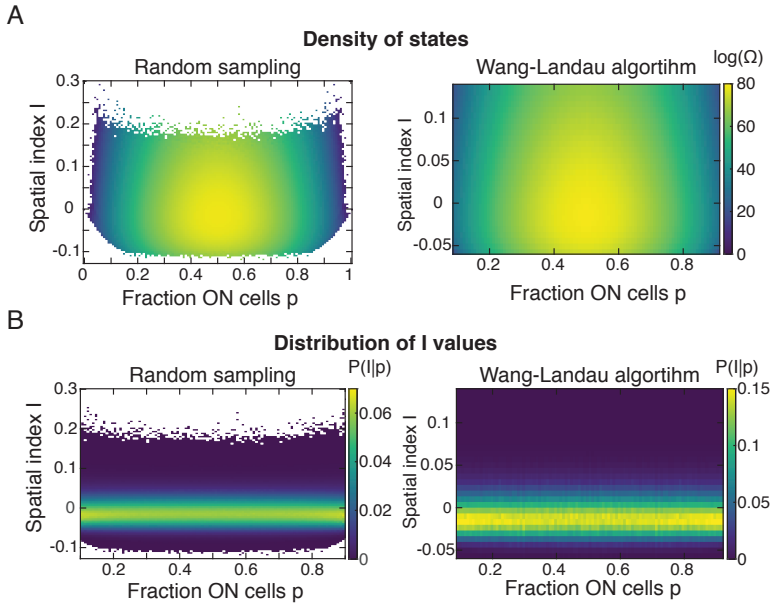 A
Density of states
Random sampling
Wang-Landau algortihm
log(Ω)
Spatial index I
0.3
0.2
0.1
0
-0.1
0
0.2
0.4
0.6
0.8
1
Fraction ON cells p
Spatial index I
0.1
0.05
0
-0.05
0.2
0.4
0.6
0.8
Fraction ON cells p
80
60
40
20
0
B
Distribution of I values
Random sampling
P(I|p)
Wang-Landau algortihm
P(I|p)
Spatial index I
0.3
0.2
0.1
0
-0.1
0.2
0.4
0.6
0.8
Fraction ON cells p
0.06
0.04
0.02
0
Spatial index I
0.1
0.05
0
-0.05
0.2
0.4
0.6
0.8
Fraction ON cells p
0.15
0.10
0.05
0